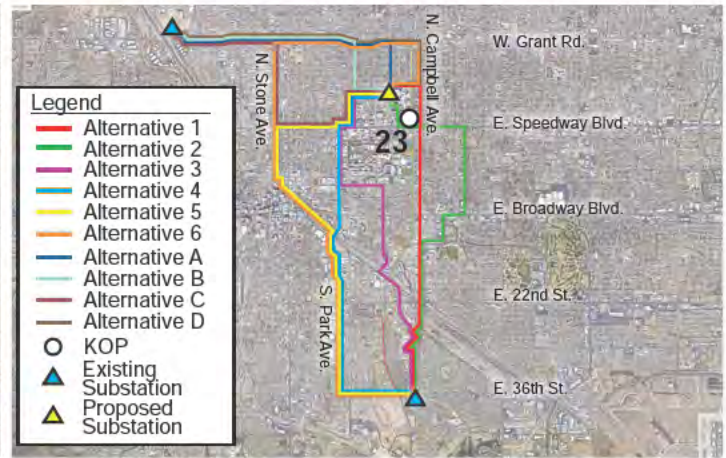 W. Grant Rd.
N. Campbell Ave.
N. Stone Ave.
Legend
Alternative 1
Alternative 2
Alternative 3
Alternative 4
Alternative 5
Alternative 6
Alternative A
Alternative B
Alternative C
Alternative D
KOP
Existing
Substation
Proposed
Substation
23
E. Speedway Blvd.
E. Broadway Blvd.
E. 22nd St.
S. Park Ave.
E. 36th St.